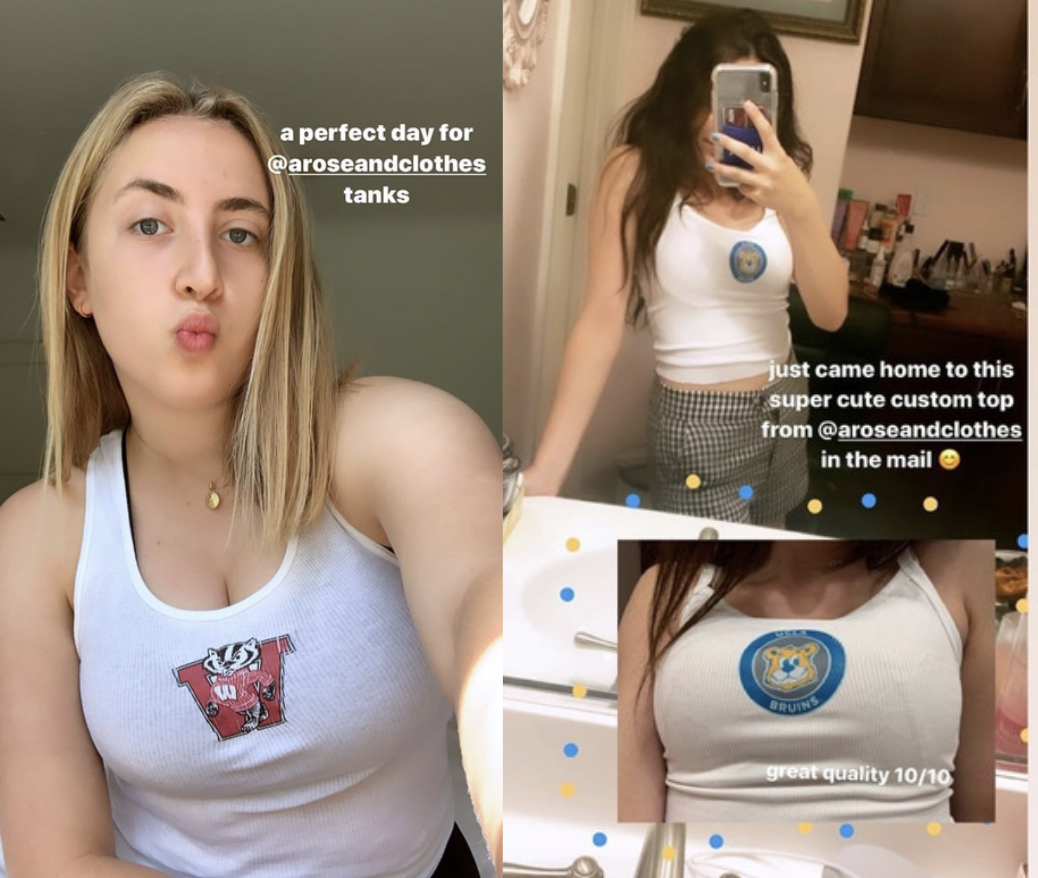 a perfect day for
@aroseandclothes
tanks
W
just came home to this
super cute custom top
from @aroseandclothes
in the mail 😊
UCLA
BRUINS
great quality 10/10